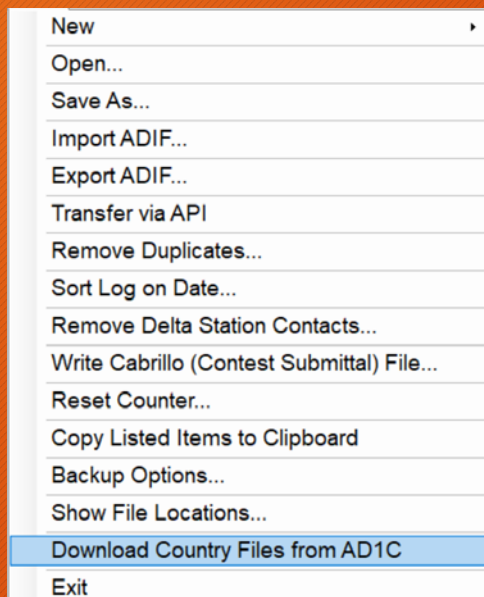 New
Open...
Save As...
Import ADIF...
Export ADIF...
Transfer via API
Remove Duplicates...
Sort Log on Date...
Remove Delta Station Contacts...
Write Cabrillo (Contest Submittal) File...
Reset Counter...
Copy Listed Items to Clipboard
Backup Options...
Show File Locations...
Download Country Files from AD1C
Exit